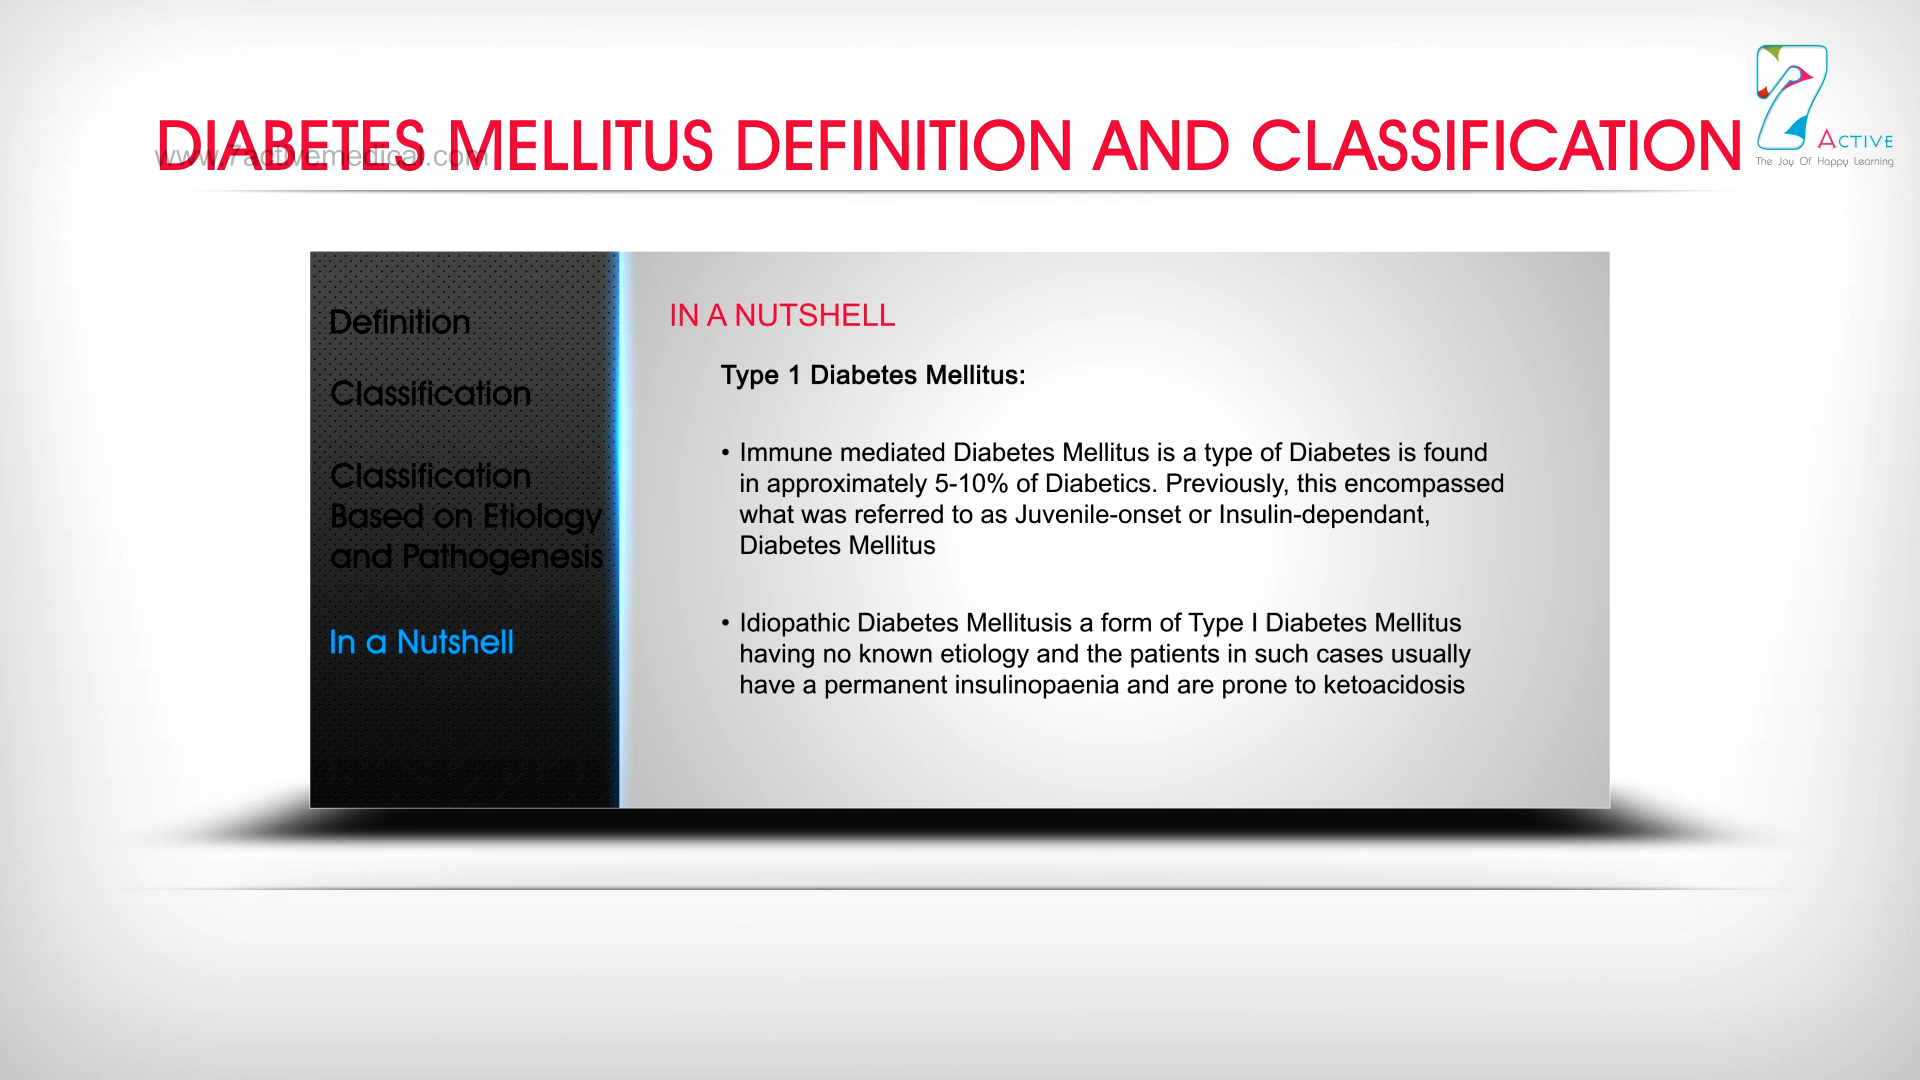 DIABETES MELLITUS DEFINITION AND CLASSIFICATION
www.7activemedical.com
7 ACTIVE
The Joy Of Happy Learning
Definition
Classification
Classification
Based on Etiology
and Pathogenesis
In a Nutshell
IN A NUTSHELL
Type 1 Diabetes Mellitus:
• Immune mediated Diabetes Mellitus is a type of Diabetes is found
in approximately 5-10% of Diabetics. Previously, this encompassed
what was referred to as Juvenile-onset or Insulin-dependant,
Diabetes Mellitus
• Idiopathic Diabetes Mellitusis a form of Type I Diabetes Mellitus
having no known etiology and the patients in such cases usually
have a permanent insulinopaenia and are prone to ketoacidosis